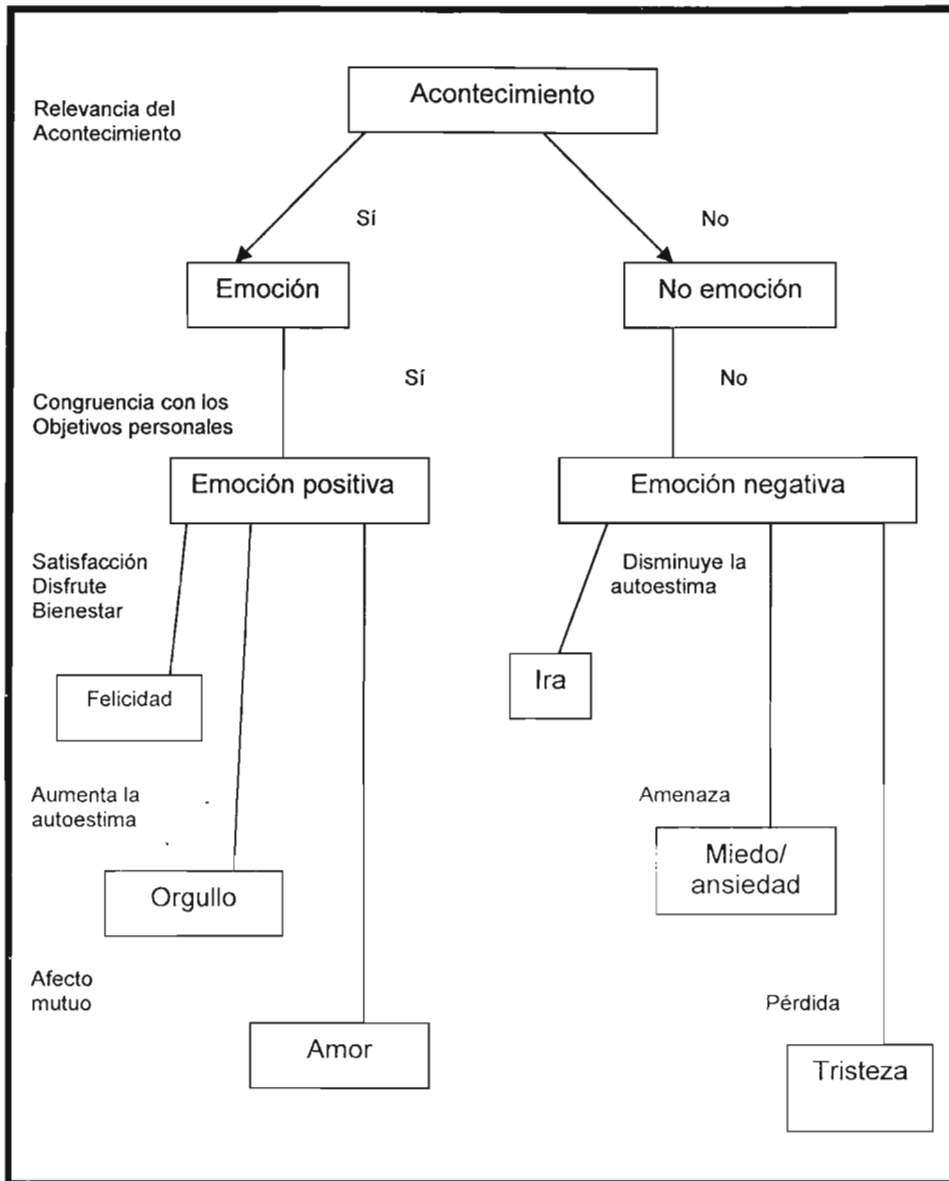 Acontecimiento
Relevancia del
Acontecimiento
Sí
No
Emoción
No emoción
Sí
No
Congruencia con los
Objetivos personales
Emoción positiva
Emoción negativa
Satisfacción
Disfrute
Bienestar
Disminuye la
autoestima
Felicidad
Ira
Aumenta la
autoestima
Amenaza
Orgullo
Miedo/
ansiedad
Afecto
mutuo
Pérdida
Amor
Tristeza